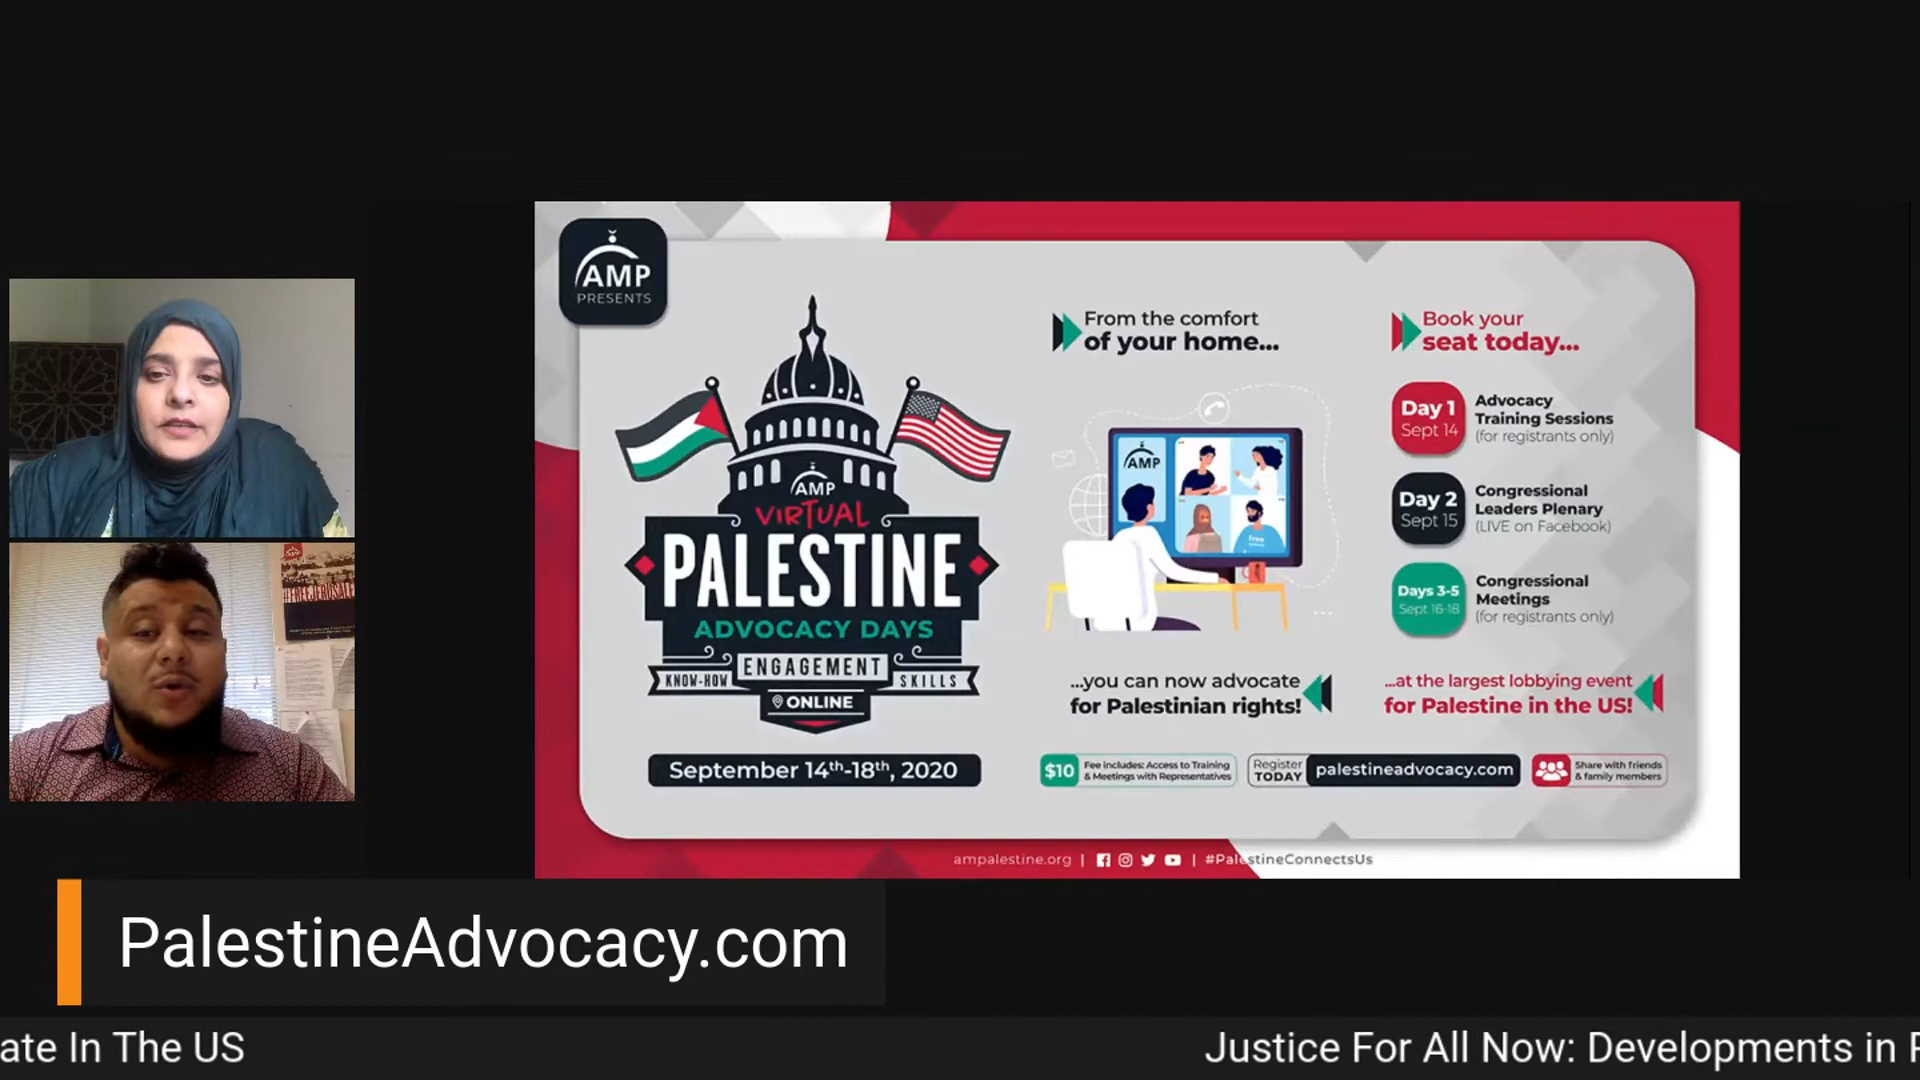 AMP
PRESENTS
AMP
VIRTUAL
PALESTINE
ADVOCACY DAYS
KNOW-HOW ENGAGEMENT SKILLS
ONLINE
September 14th-18th, 2020
From the comfort
of your home...
AMP
Free
...you can now advocate
for Palestinian rights!
Book your
seat today...
Day 1
Sept 14
Advocacy
Training Sessions
(for registrants only)
Day 2
Sept 15
Congressional
Leaders Plenary
(LIVE on Facebook)
Days 3-5
Sept 16-18
Congressional
Meetings
(for registrants only)
...at the largest lobbying event
for Palestine in the US!
$10
Fee includes: Access to Training
& Meetings with Representatives
Register
TODAY
palestineadvocacy.com
Share with friends
& family members
ampalestine.org | | #PalestineConnectsUs
#FREEJERUSALE
PalestineAdvocacy.com
ate In The US
Justice For All Now: Developments in P